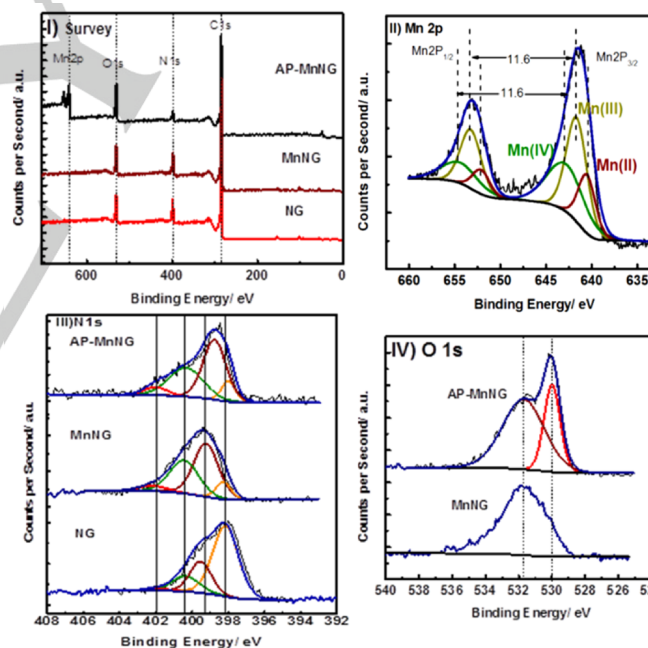 I) Survey
C1s
Mn2p
O1s
N1s
AP-MnNG
MnNG
NG
Counts per Second/ a.u.
600 400 200 0
Binding Energy/ eV
II) Mn 2p
Mn2P1/2
Mn2P3/2
11.6
11.6
Mn(III)
Mn(IV)
Mn(II)
Counts per Second/ a.u.
660 655 650 645 640 635
Binding Energy/ eV
III)N1s
AP-MnNG
MnNG
NG
Counts per Second/ a.u.
408 406 404 402 400 398 396 394 392
Binding Energy/ eV
IV) O 1s
AP-MnNG
MnNG
Counts per Second/ a.u.
540 538 536 534 532 530 528 526
Binding Energy/ eV